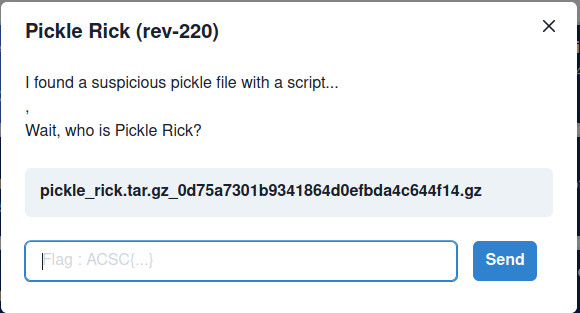 Pickle Rick (rev-220)
I found a suspicious pickle file with a script...
,
Wait, who is Pickle Rick?
pickle_rick.tar.gz_0d75a7301b9341864d0efbda4c644f14.gz
Flag : ACSC{...}
Send